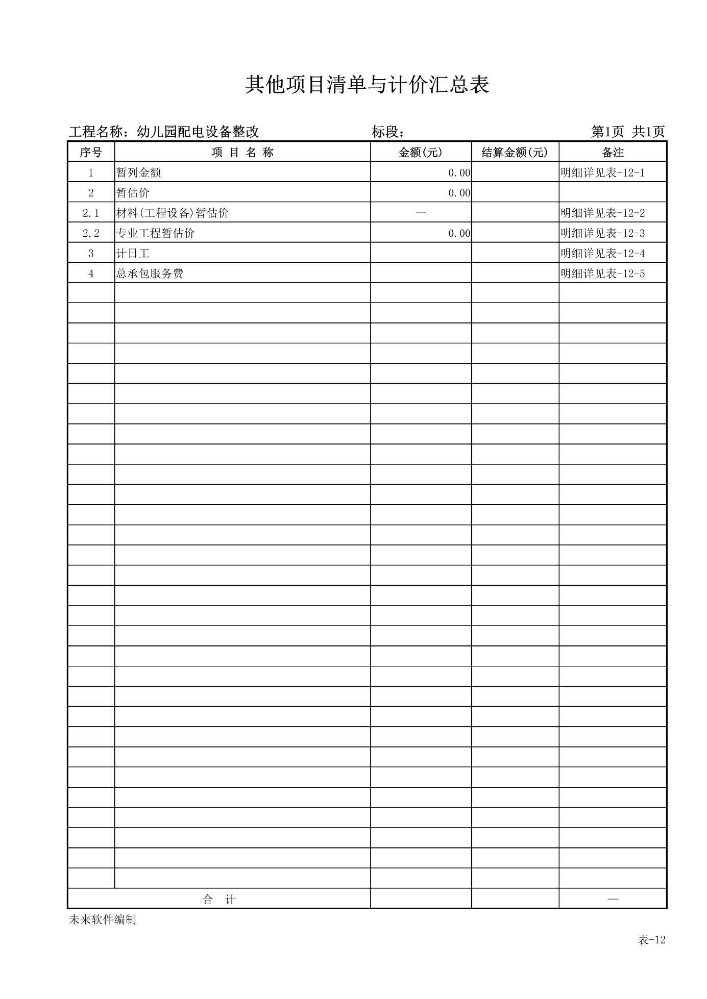 其他项目清单与计价汇总表
工程名称：幼儿园配电设备整改 标段： 第1页 共1页
序号 项 目 名 称 金额(元) 结算金额(元) 备注
1 暂列金额 0.00 明细详见表-12-1
2 暂估价 0.00
2.1 材料(工程设备)暂估价 — 明细详见表-12-2
2.2 专业工程暂估价 0.00 明细详见表-12-3
3 计日工 明细详见表-12-4
4 总承包服务费 明细详见表-12-5
合 计 —
未来软件编制
表-12